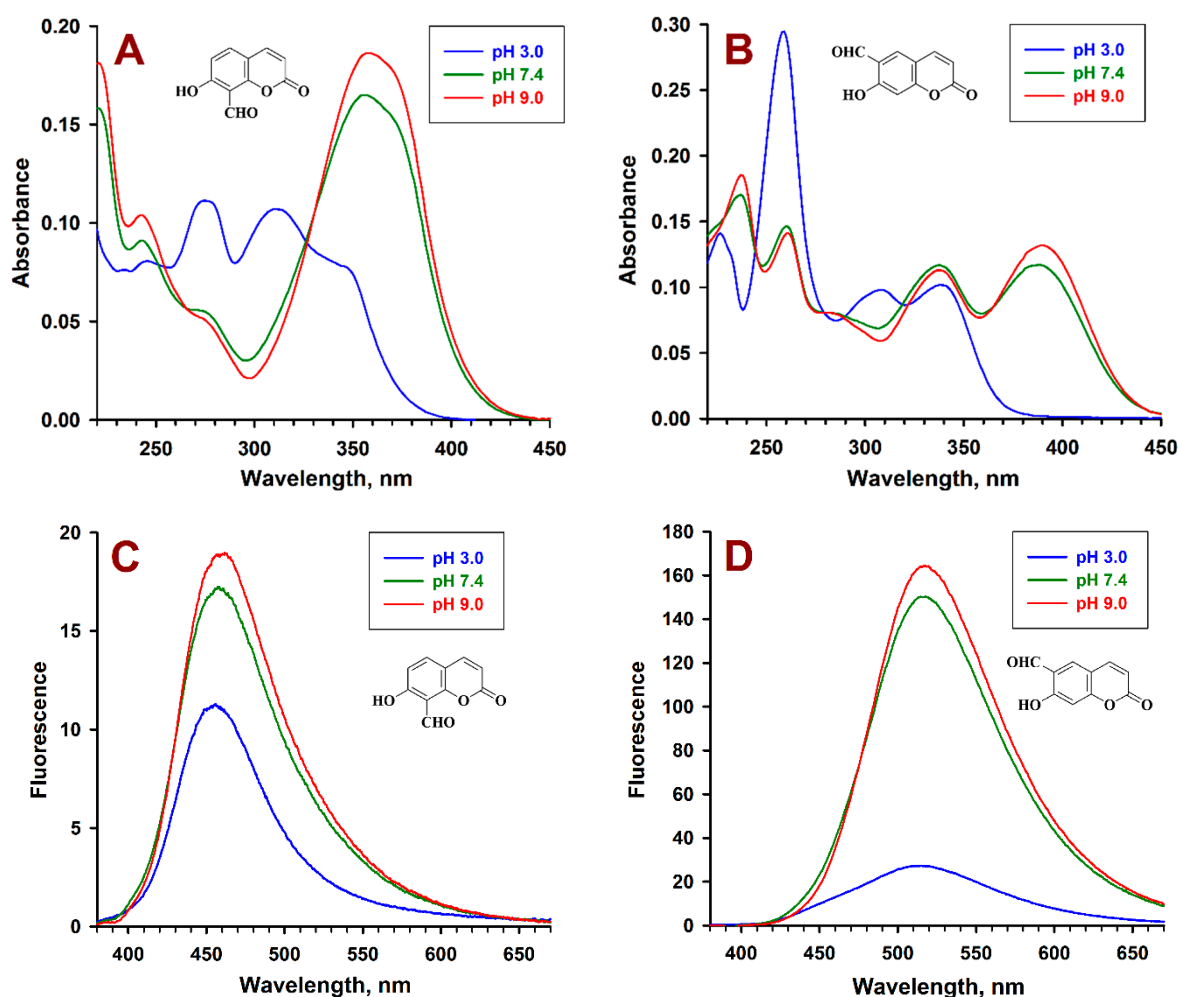 A
Absorbance
0.20
0.15
0.10
0.05
0.00
HO
CHO
O
O
pH 3.0
pH 7.4
pH 9.0
250 300 350 400 450
Wavelength, nm
B
Absorbance
0.30
0.25
0.20
0.15
0.10
0.05
0.00
OHC
HO
O
O
pH 3.0
pH 7.4
pH 9.0
250 300 350 400 450
Wavelength, nm
C
Fluorescence
20
15
10
5
0
pH 3.0
pH 7.4
pH 9.0
HO
CHO
O
O
400 450 500 550 600 650
Wavelength, nm
D
Fluorescence
180
160
140
120
100
80
60
40
20
0
pH 3.0
pH 7.4
pH 9.0
OHC
HO
O
O
400 450 500 550 600 650
Wavelength, nm